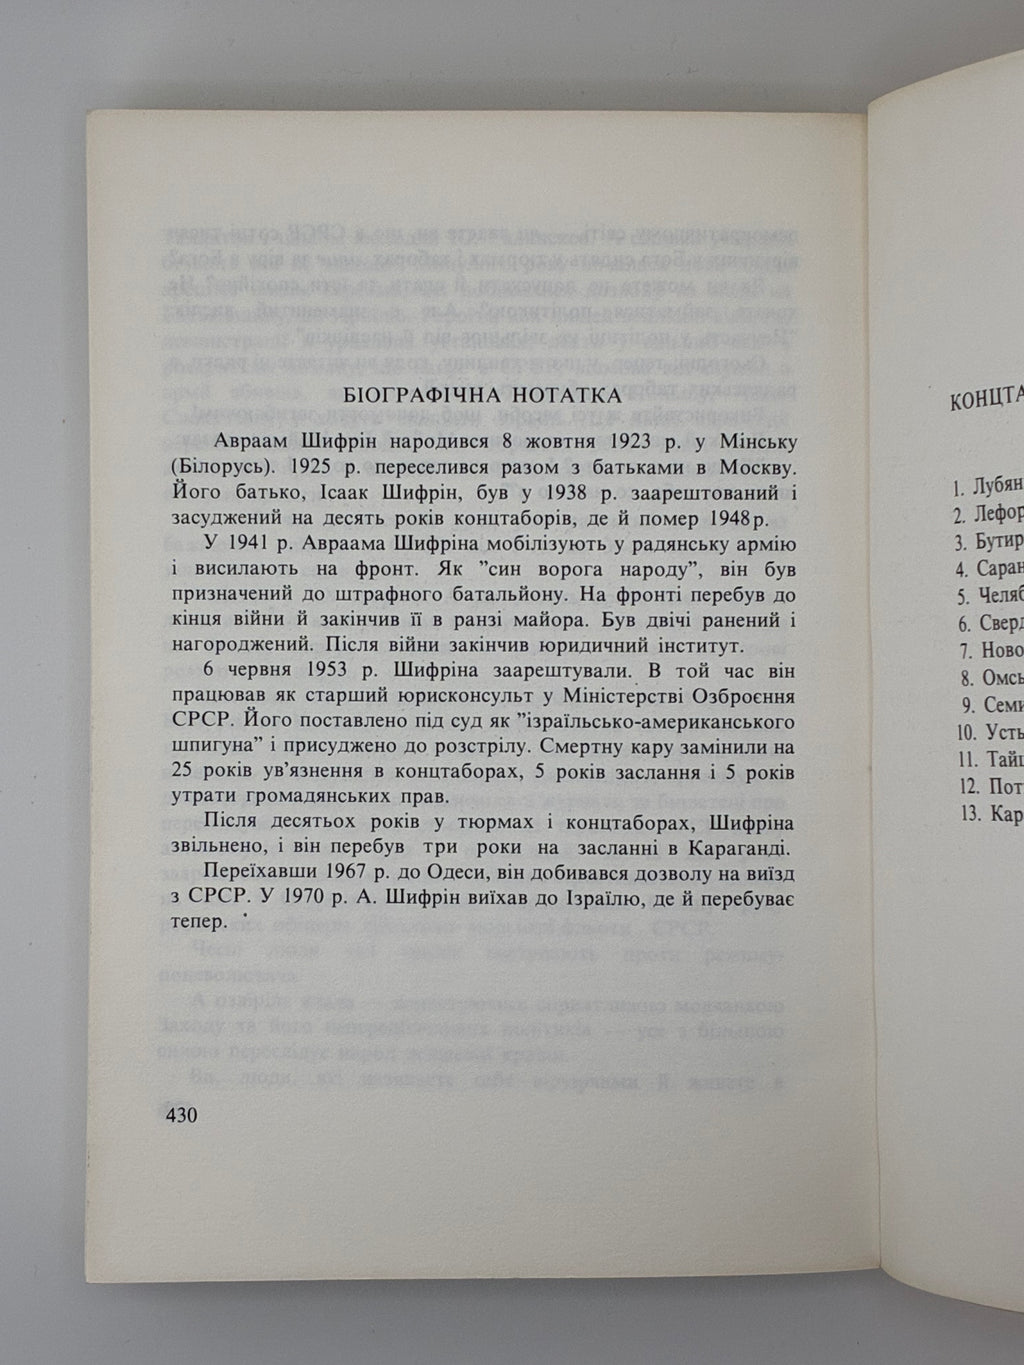 БІОГРАФІЧНА НОТАТКА
Авраам Шифрін народився 8 жовтня 1923 р. у Мінську
(Білорусь). 1925 р. переселився разом з батьками в Москву.
Його батько, Ісаак Шифрін, був у 1938 р. заарештований і
засуджений на десять років концтаборів, де й помер 1948р.
У 1941 р. Авраама Шифріна мобілізують у радянську армію
і висилають на фронт. Як ”син ворога народу”, він був
призначений до штрафного батальйону. На фронті перебув до
кінця війни й закінчив її в ранзі майора. Був двічі ранений і
нагороджений. Після війни закінчив юридичний інститут.
6 червня 1953 р. Шифріна заарештували. В той час він
працював як старший юрисконсульт у Міністерстві Озброєння
СРСР. Його поставлено під суд як ”ізраїльсько-американського
шпигуна” і присуджено до розстрілу. Смертну кару замінили на
25 років ув'язнення в концтаборах, 5 років заслання і 5 років
утрати громадянських прав.
Після десятьох років у тюрмах і концтаборах, Шифріна
звільнено, і він перебув три роки на засланні в Караганді.
Переїхавши 1967 р. до Одеси, він добивався дозволу на виїзд
з СРСР. У 1970 р. А. Шифрін виїхав до Ізраїлю, де й перебуває
тепер.
430
КОНЦТА
1. Лубян
2. Лефор
3. Бутир
4. Саран
5. Челяб
6. Сверд
7. Ново
8. Омсь
9. Семи
10. Усть
11. Тайш
12. Пот
13. Кар